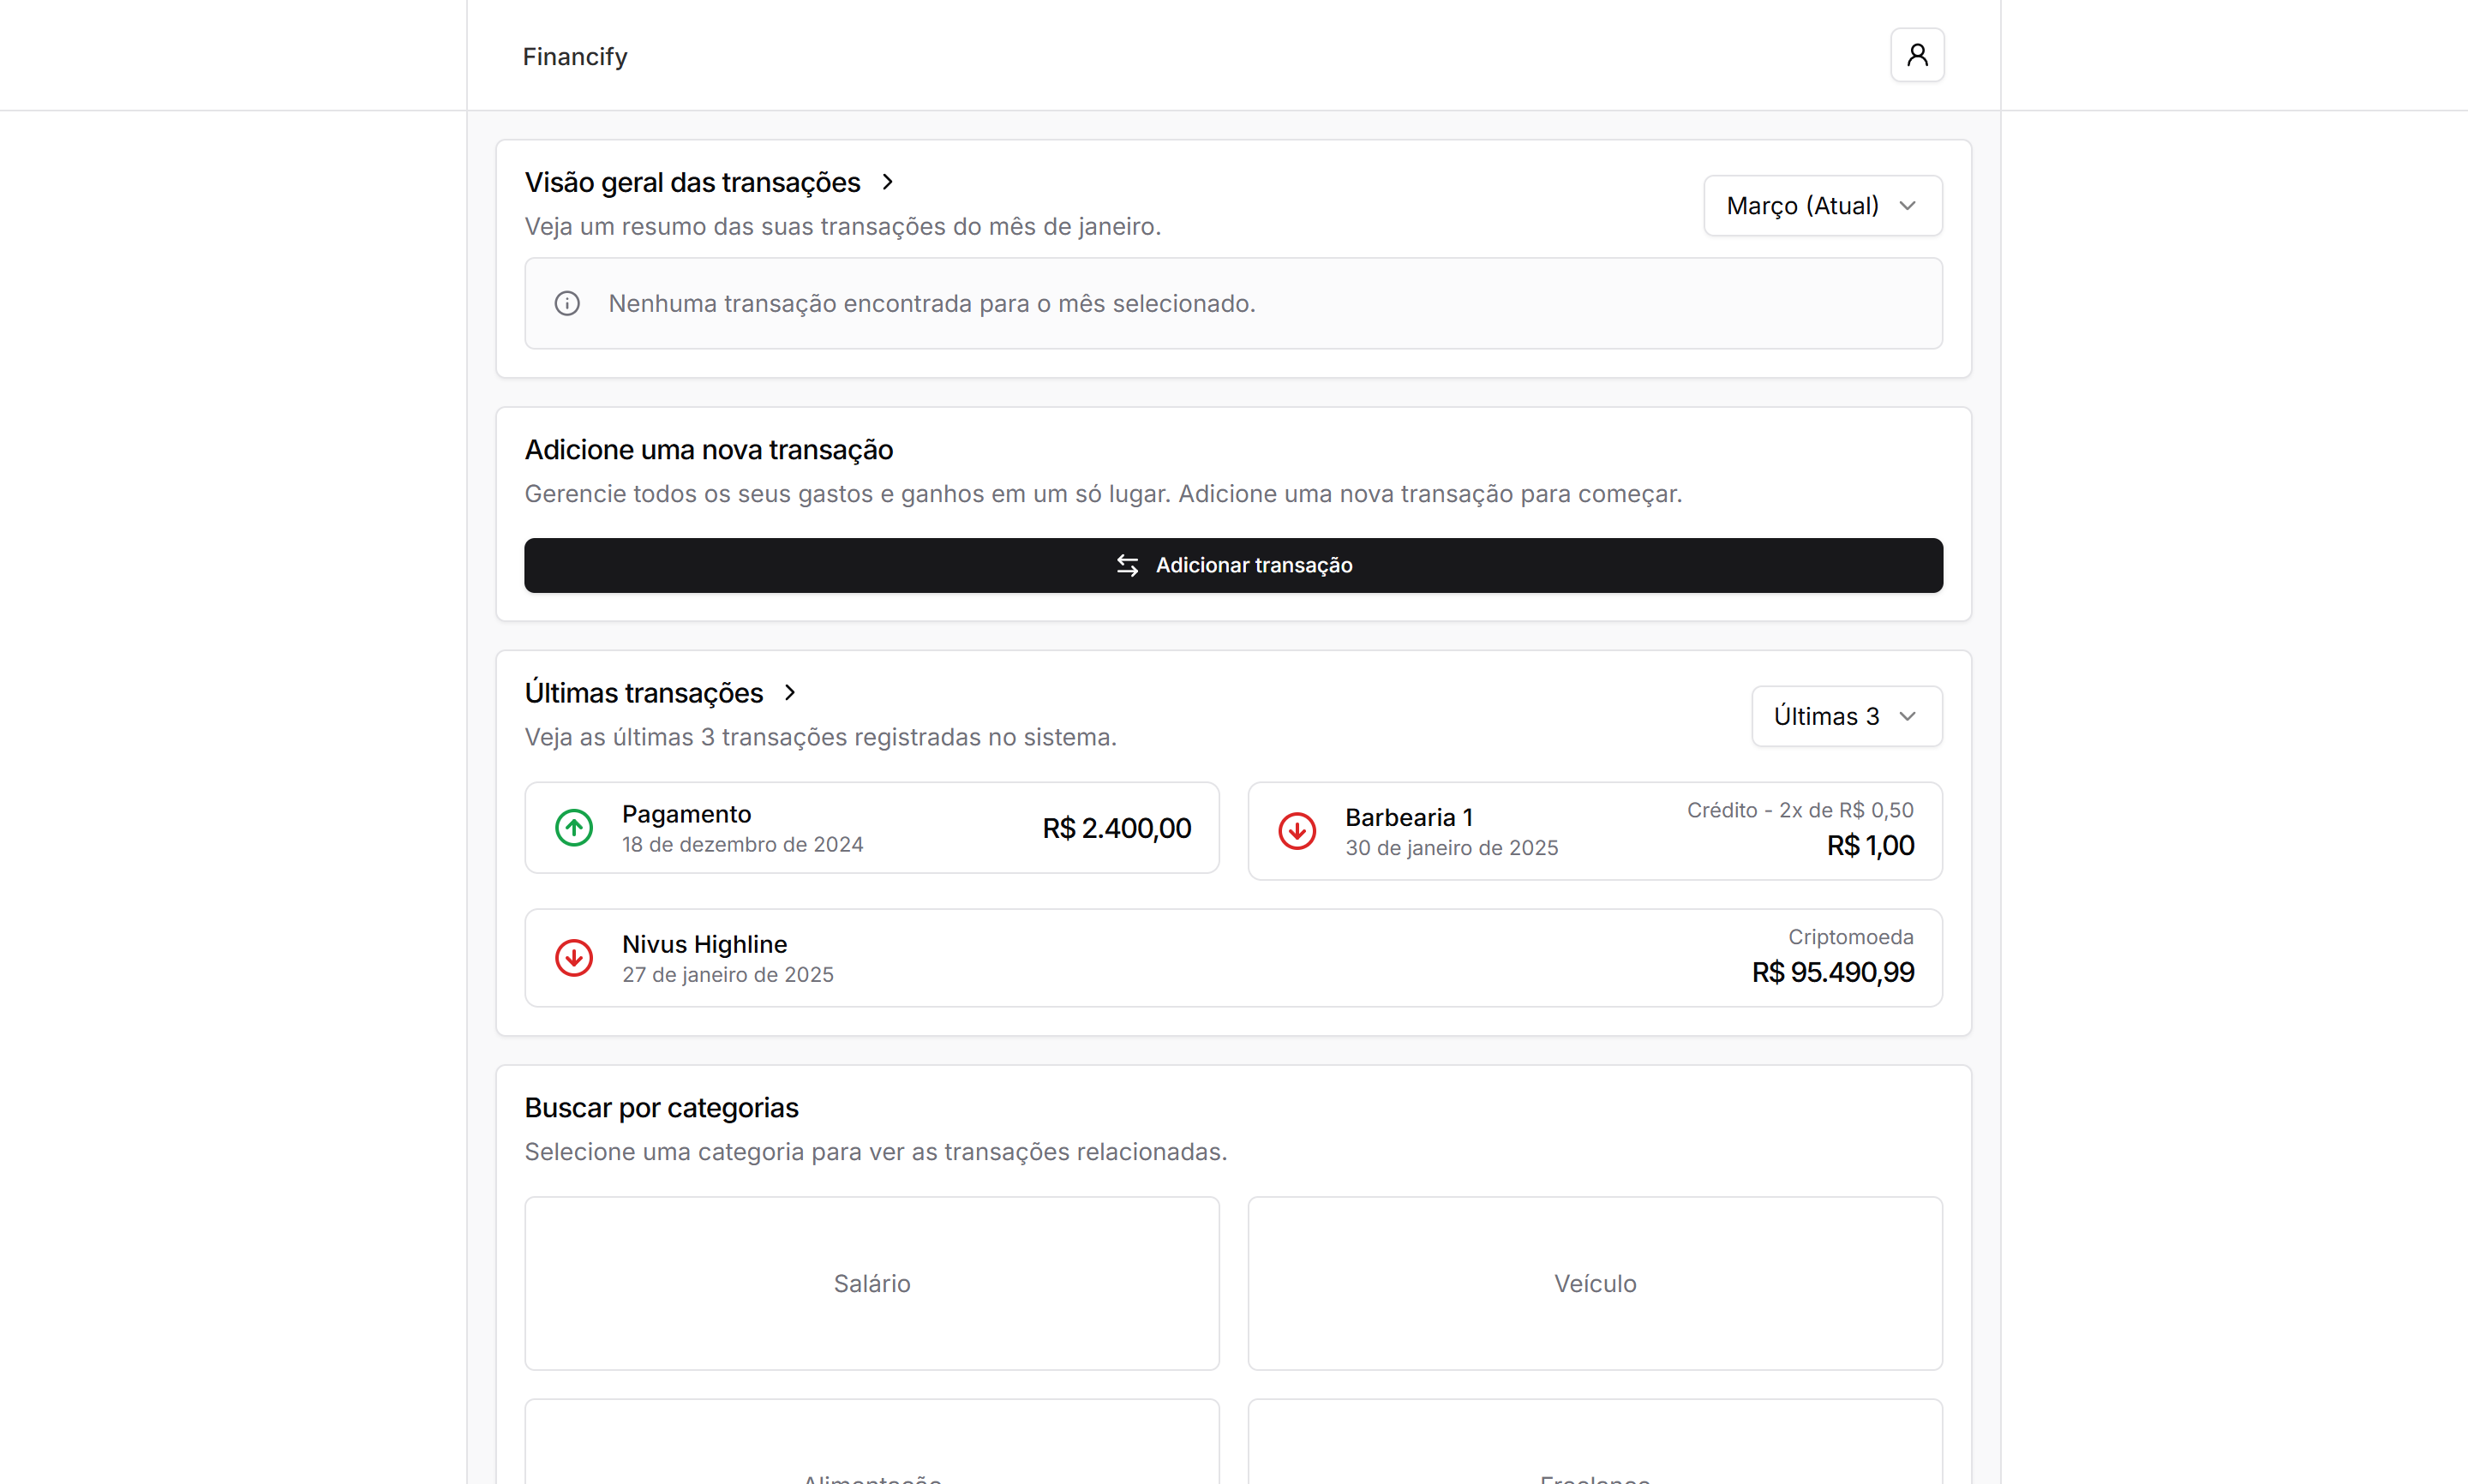 Financify
Visão geral das transações
Veja um resumo das suas transações do mês de janeiro.
Março (Atual)
Nenhuma transação encontrada para o mês selecionado.
Adicione uma nova transação
Gerencie todos os seus gastos e ganhos em um só lugar. Adicione uma nova transação para começar.
Adicionar transação
Últimas transações
Veja as últimas 3 transações registradas no sistema.
Últimas 3
Pagamento
18 de dezembro de 2024
R$ 2.400,00
Barbearia 1
30 de janeiro de 2025
Crédito - 2x de R$ 0,50
R$ 1,00
Nivus Highline
27 de janeiro de 2025
Criptomoeda
R$ 95.490,99
Buscar por categorias
Selecione uma categoria para ver as transações relacionadas.
Salário
Veículo
Alimentação
Freelance